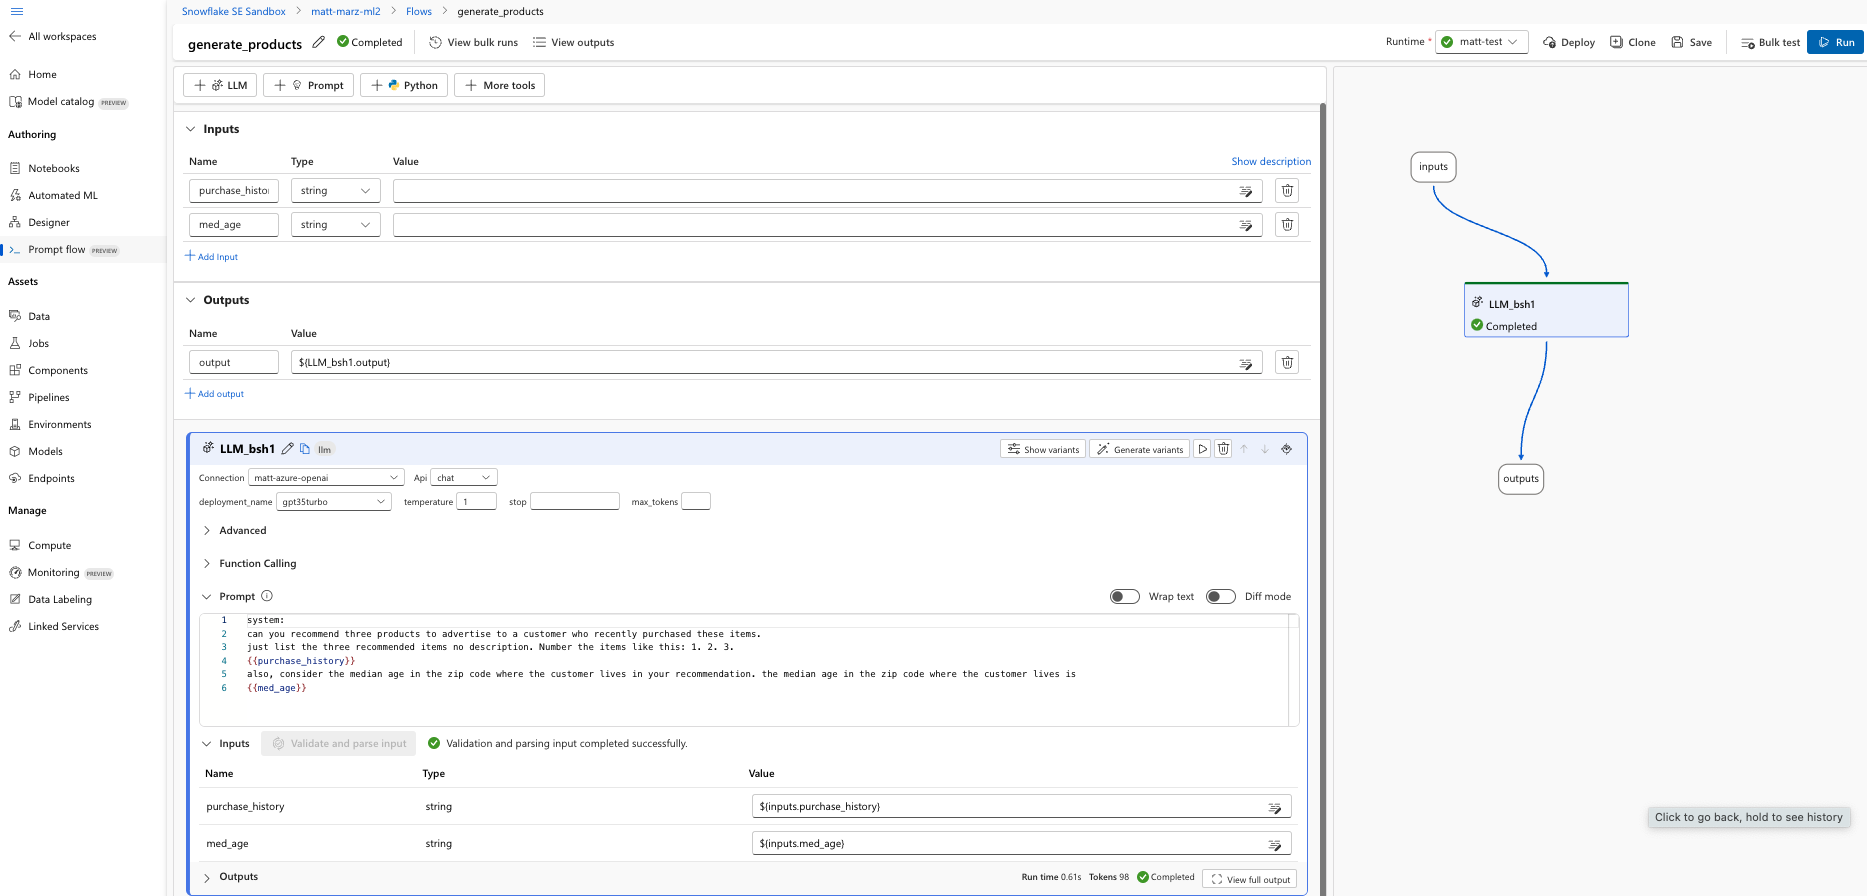 Snowflake SE Sandbox > matt-marz-ml2 > Flows > generate_products
All workspaces
Home
Model catalog PREVIEW
Authoring
Notebooks
Automated ML
Designer
Prompt flow PREVIEW
Assets
Data
Jobs
Components
Pipelines
Environments
Models
Endpoints
Manage
Compute
Monitoring PREVIEW
Data Labeling
Linked Services
generate_products Completed View bulk runs View outputs
Runtime * matt-test Deploy Clone Save Bulk test Run
LLM Prompt Python More tools
Inputs
Name Type Value Show description
purchase_histor string
med_age string
Add Input
Outputs
Name Value
output ${LLM_bsh1.output}
Add output
LLM_bsh1 llm Show variants Generate variants
Connection matt-azure-openai Api chat
deployment_name gpt35turbo temperature 1 stop max_tokens
Advanced
Function Calling
Prompt Wrap text Diff mode
1 system:
2 can you recommend three products to advertise to a customer who recently purchased these items.
3 just list the three recommended items no description. Number the items like this: 1. 2. 3.
4 {{purchase_history}}
5 also, consider the median age in the zip code where the customer lives in your recommendation. the median age in the zip code where the customer lives is
6 {{med_age}}
Inputs Validate and parse input Validation and parsing input completed successfully.
Name Type Value
purchase_history string ${inputs.purchase_history}
med_age string ${inputs.med_age}
Outputs Run time 0.61s Tokens 98 Completed View full output
inputs
LLM_bsh1
Completed
outputs
Click to go back, hold to see history